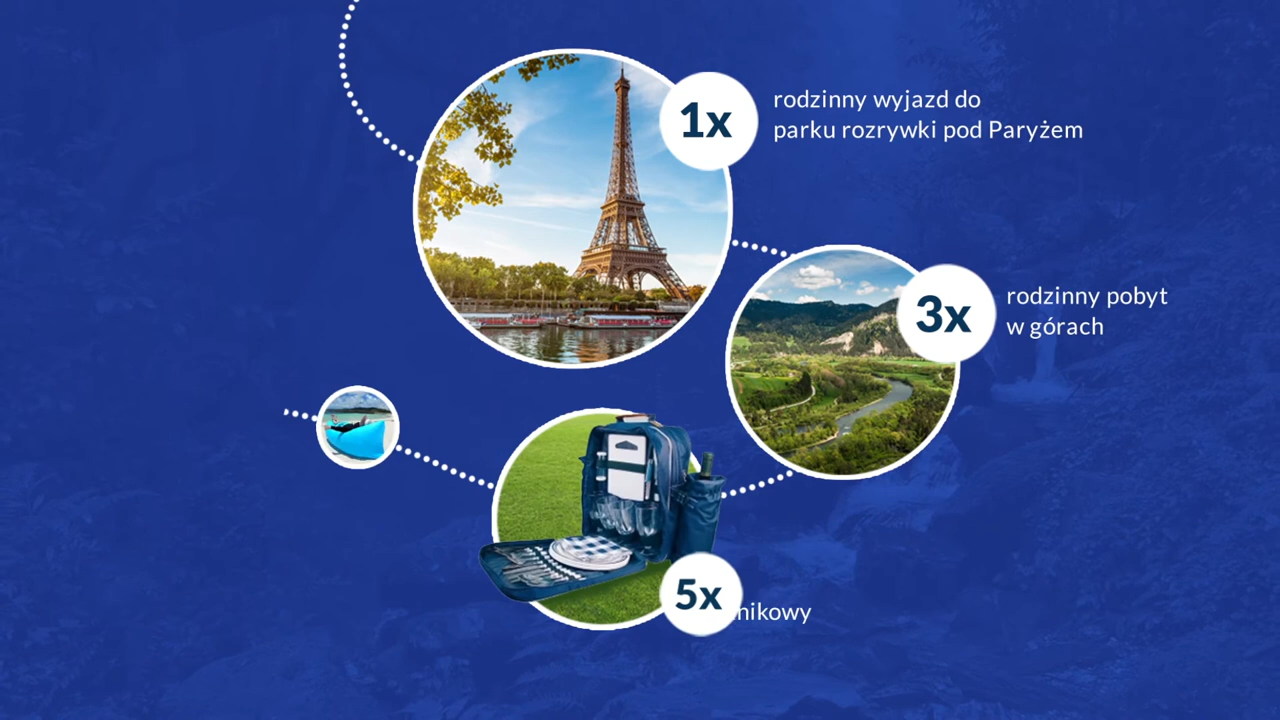 1x
rodzinny wyjazd do
parku rozrywki pod Paryżem
3x
rodzinny pobyt
w górach
5x
nikowy